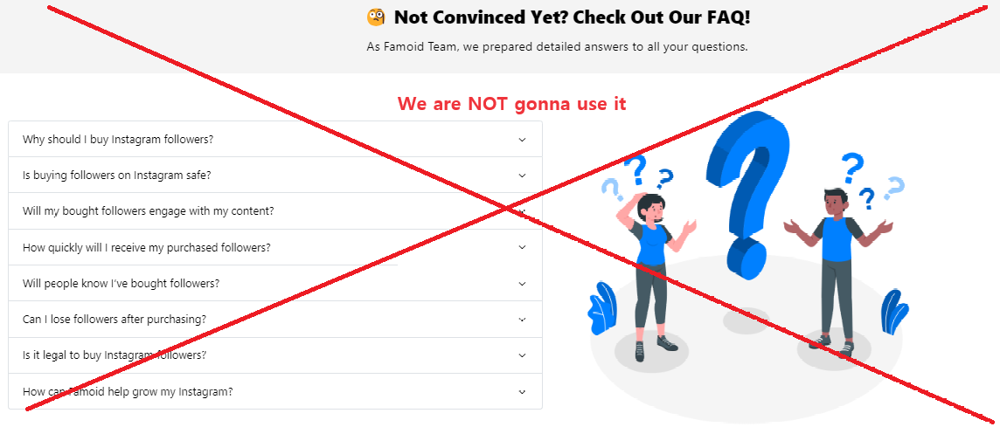 🧐 Not Convinced Yet? Check Out Our FAQ!
As Famoid Team, we prepared detailed answers to all your questions.
We are NOT gonna use it
Why should I buy Instagram followers?
Is buying followers on Instagram safe?
Will my bought followers engage with my content?
How quickly will I receive my purchased followers?
Will people know I've bought followers?
Can I lose followers after purchasing?
Is it legal to buy Instagram followers?
How can Famoid help grow my Instagram?